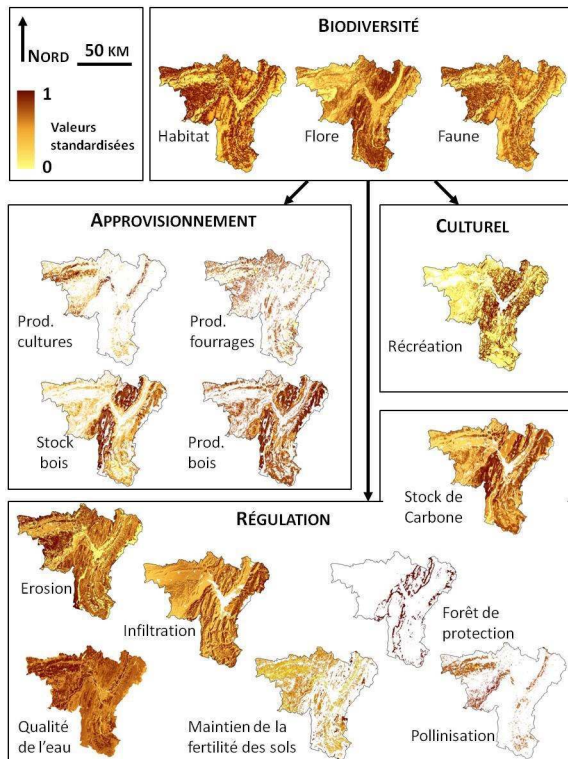 NORD
50 KM
1
Valeurs
standardisées
0
BIODIVERSITÉ
Habitat
Flore
Faune
APPROVISIONNEMENT
Prod.
cultures
Prod.
fourrages
Stock
bois
Prod.
bois
CULTUREL
Récréation
Stock de
Carbone
RÉGULATION
Erosion
Infiltration
Forêt de
protection
Qualité
de l'eau
Maintien de la
fertilité des sols
Pollinisation